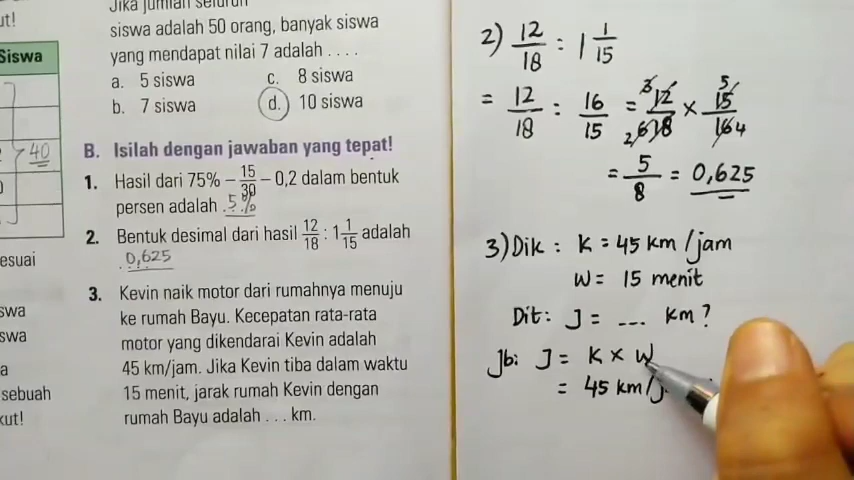 ut!
Siswa
40
esuai
swa
swa
a
sebuah
kut!
Jika jumlah seluruh
siswa adalah 50 orang, banyak siswa
yang mendapat nilai 7 adalah . . . .
a. 5 siswa
c. 8 siswa
b. 7 siswa
d. 10 siswa
B. Isilah dengan jawaban yang tepat!
1. Hasil dari 75% − 15/30 − 0,2 dalam bentuk
persen adalah . 5%
2. Bentuk desimal dari hasil 12/18 : 1 1/15 adalah
0,625
3. Kevin naik motor dari rumahnya menuju
ke rumah Bayu. Kecepatan rata-rata
motor yang dikendarai Kevin adalah
45 km/jam. Jika Kevin tiba dalam waktu
15 menit, jarak rumah Kevin dengan
rumah Bayu adalah . . . km.
2) 12/18 : 1 1/15
= 12/18 : 16/15 = 12/18 × 15/16
3 5
2 6 4
= 5/8 = 0,625
3) Dik : K = 45 km/jam
W = 15 menit
Dit : J = ... km?
Jb: J = K × W
= 45 km/j